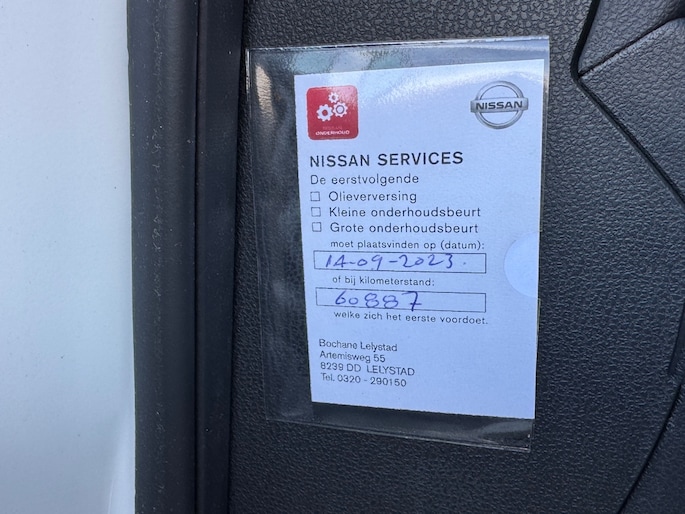 ONDERHOUD
NISSAN
NISSAN SERVICES
De eerstvolgende
☐ Olieverversing
☐ Kleine onderhoudsbeurt
☐ Grote onderhoudsbeurt
moet plaatsvinden op (datum):
14-09-2023.
of bij kilometerstand:
60887
welke zich het eerste voordoet.
Bochane Lelystad
Artemisweg 55
8239 DD LELYSTAD
Tel. 0320 - 290150